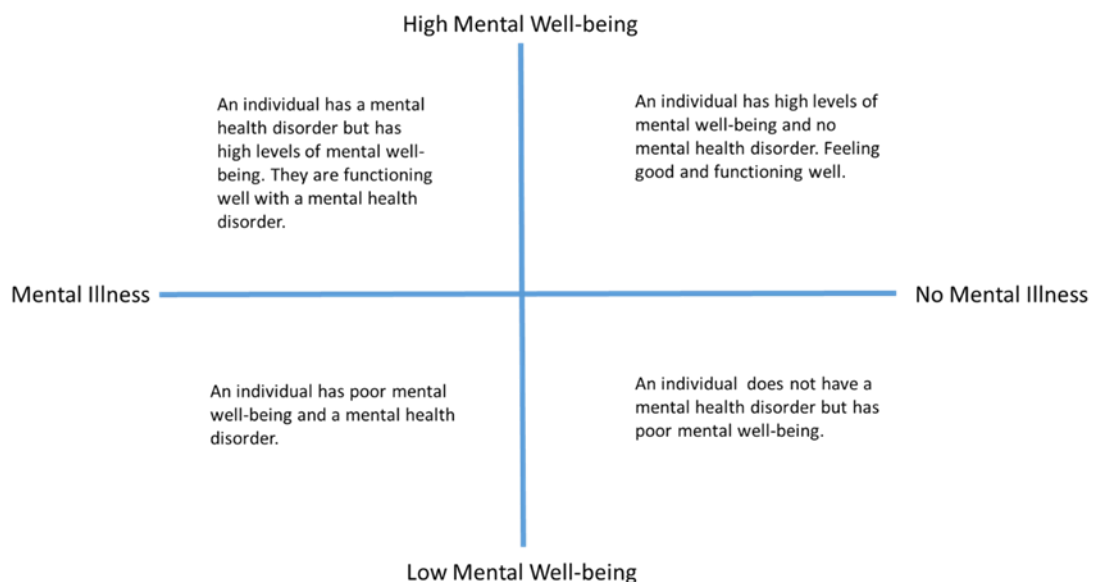 High Mental Well-being
An individual has a mental
health disorder but has
high levels of mental well-
being. They are functioning
well with a mental health
disorder.
An individual has high levels of
mental well-being and no
mental health disorder. Feeling
good and functioning well.
Mental Illness
No Mental Illness
An individual has poor mental
well-being and a mental health
disorder.
An individual  does not have a
mental health disorder but has
poor mental well-being.
Low Mental Well-being